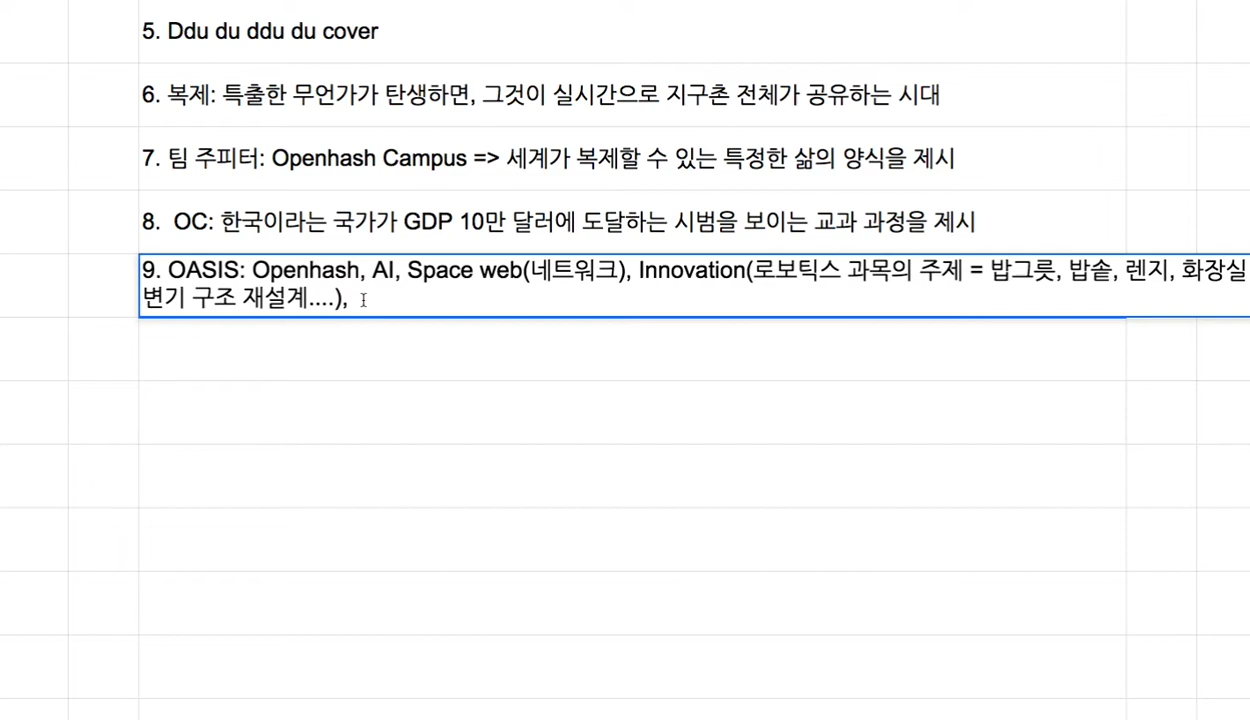 5. Ddu du ddu du cover
6. 복제: 특출한 무언가가 탄생하면, 그것이 실시간으로 지구촌 전체가 공유하는 시대
7. 팀 주피터: Openhash Campus => 세계가 복제할 수 있는 특정한 삶의 양식을 제시
8.  OC: 한국이라는 국가가 GDP 10만 달러에 도달하는 시범을 보이는 교과 과정을 제시
9. OASIS: Openhash, AI, Space web(네트워크), Innovation(로보틱스 과목의 주제 = 밥그릇, 밥솥, 렌지, 화장실
변기 구조 재설계....),